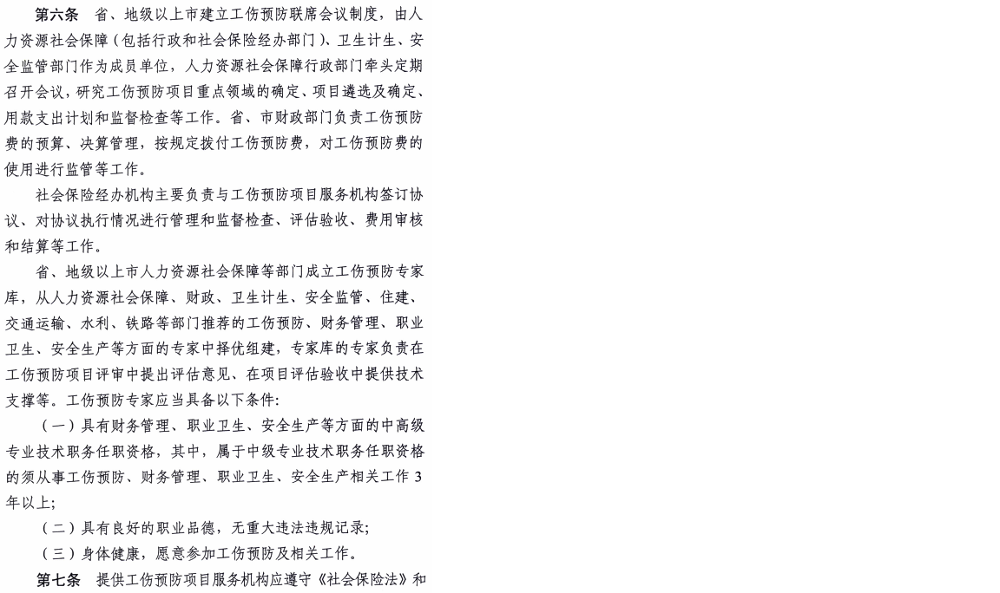 第六条　省、地级以上市建立工伤预防联席会议制度，由人
力资源社会保障（包括行政和社会保险经办部门）、卫生计生、安
全监管部门作为成员单位，人力资源社会保障行政部门牵头定期
召开会议，研究工伤预防项目重点领域的确定、项目遴选及确定、
用款支出计划和监督检查等工作。省、市财政部门负责工伤预防
费的预算、决算管理，按规定拨付工伤预防费，对工伤预防费的
使用进行监管等工作。
社会保险经办机构主要负责与工伤预防项目服务机构签订协
议、对协议执行情况进行管理和监督检查、评估验收、费用审核
和结算等工作。
省、地级以上市人力资源社会保障等部门成立工伤预防专家
库，从人力资源社会保障、财政、卫生计生、安全监管、住建、
交通运输、水利、铁路等部门推荐的工伤预防、财务管理、职业
卫生、安全生产等方面的专家中择优组建，专家库的专家负责在
工伤预防项目评审中提出评估意见、在项目评估验收中提供技术
支撑等。工伤预防专家应当具备以下条件：
（一）具有财务管理、职业卫生、安全生产等方面的中高级
专业技术职务任职资格，其中，属于中级专业技术职务任职资格
的须从事工伤预防、财务管理、职业卫生、安全生产相关工作 3
年以上；
（二）具有良好的职业品德，无重大违法违规记录；
（三）身体健康，愿意参加工伤预防及相关工作。
第七条　提供工伤预防项目服务机构应遵守《社会保险法》和